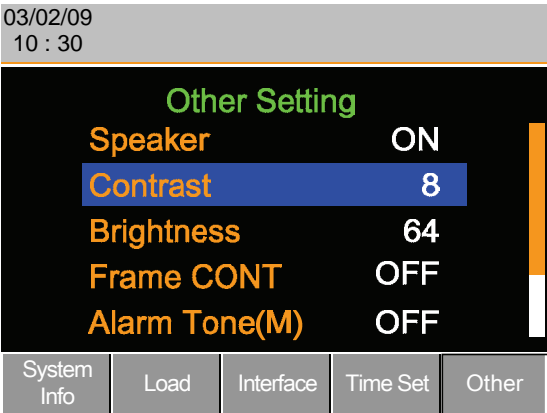 03/02/09
10 : 30
Other Setting
Speaker ON
Contrast 8
Brightness 64
Frame CONT OFF
Alarm Tone(M) OFF
System Info Load Interface Time Set Other